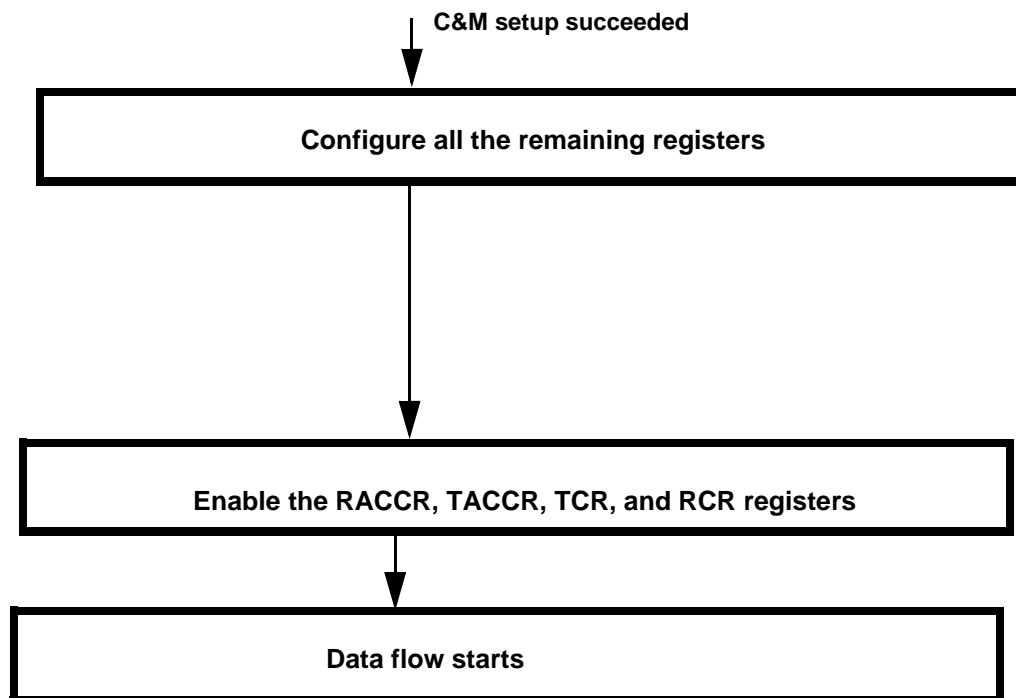 C&M setup succeeded
Configure all the remaining registers
Enable the RACCR, TACCR, TCR, and RCR registers
Data flow starts